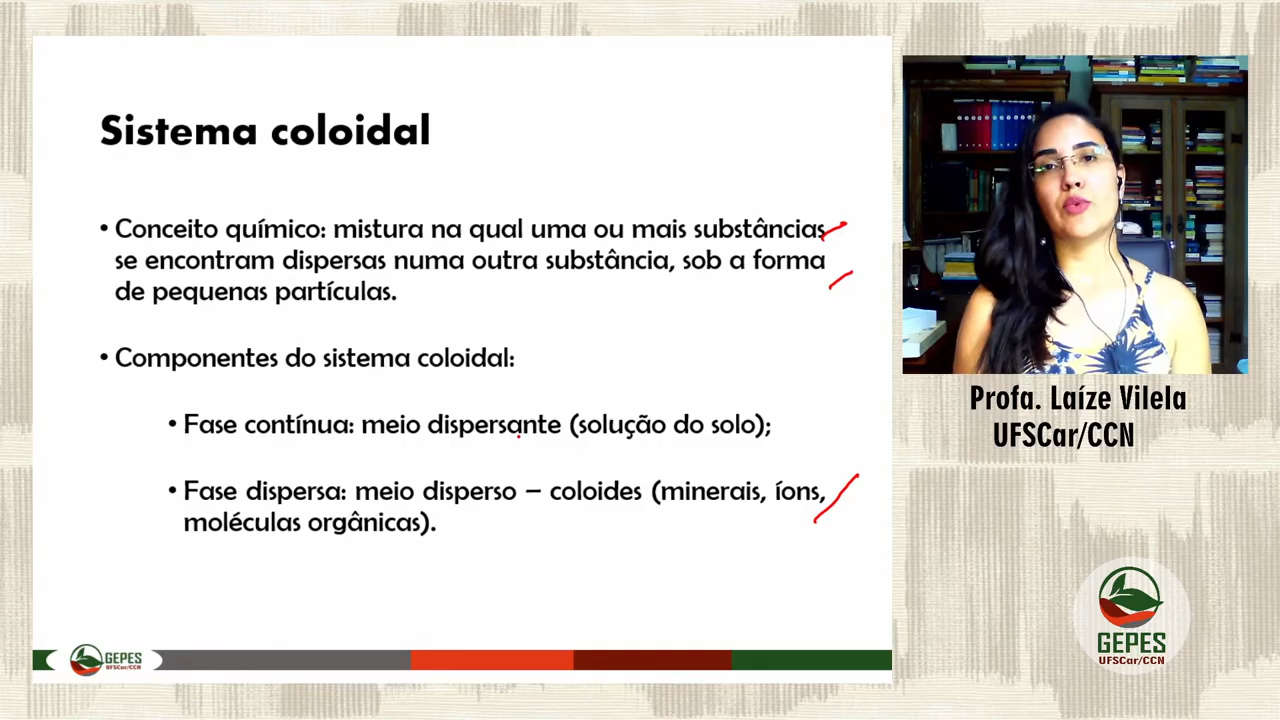 Sistema coloidal
• Conceito químico: mistura na qual uma ou mais substâncias
se encontram dispersas numa outra substância, sob a forma
de pequenas partículas.
• Componentes do sistema coloidal:
• Fase contínua: meio dispersante (solução do solo);
• Fase dispersa: meio disperso – coloides (minerais, íons,
moléculas orgânicas).
GEPES
UFSCar/CCN
Profa. Laíze Vilela
UFSCar/CCN
GEPES
UFSCar/CCN